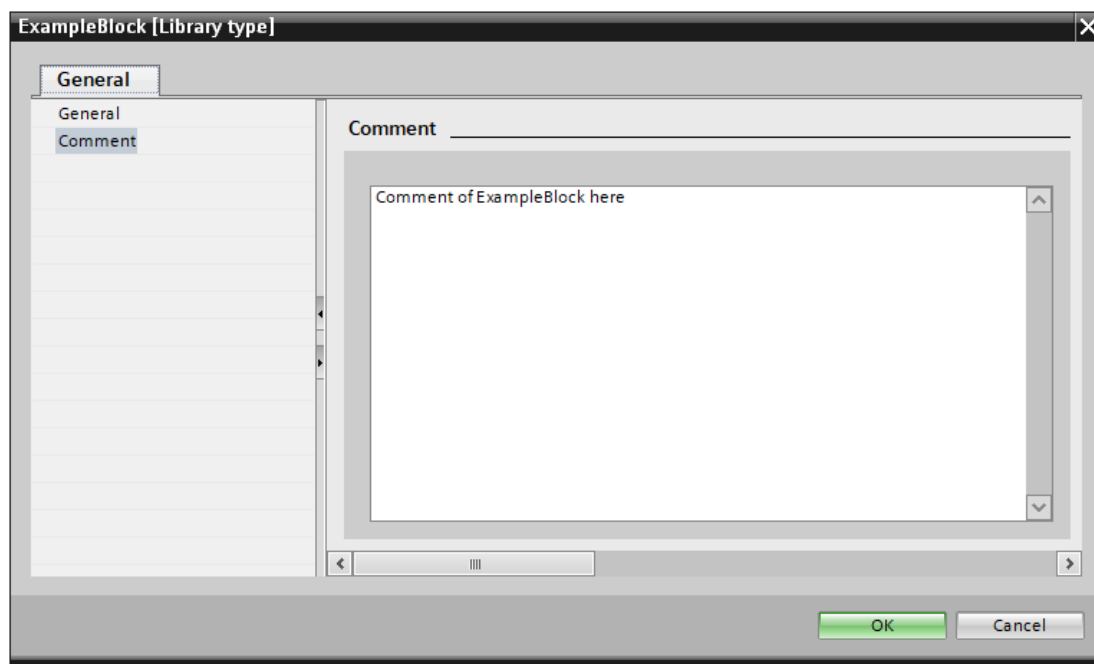 ExampleBlock [Library type]
General
General
Comment
Comment
Comment of ExampleBlock here
OK
Cancel